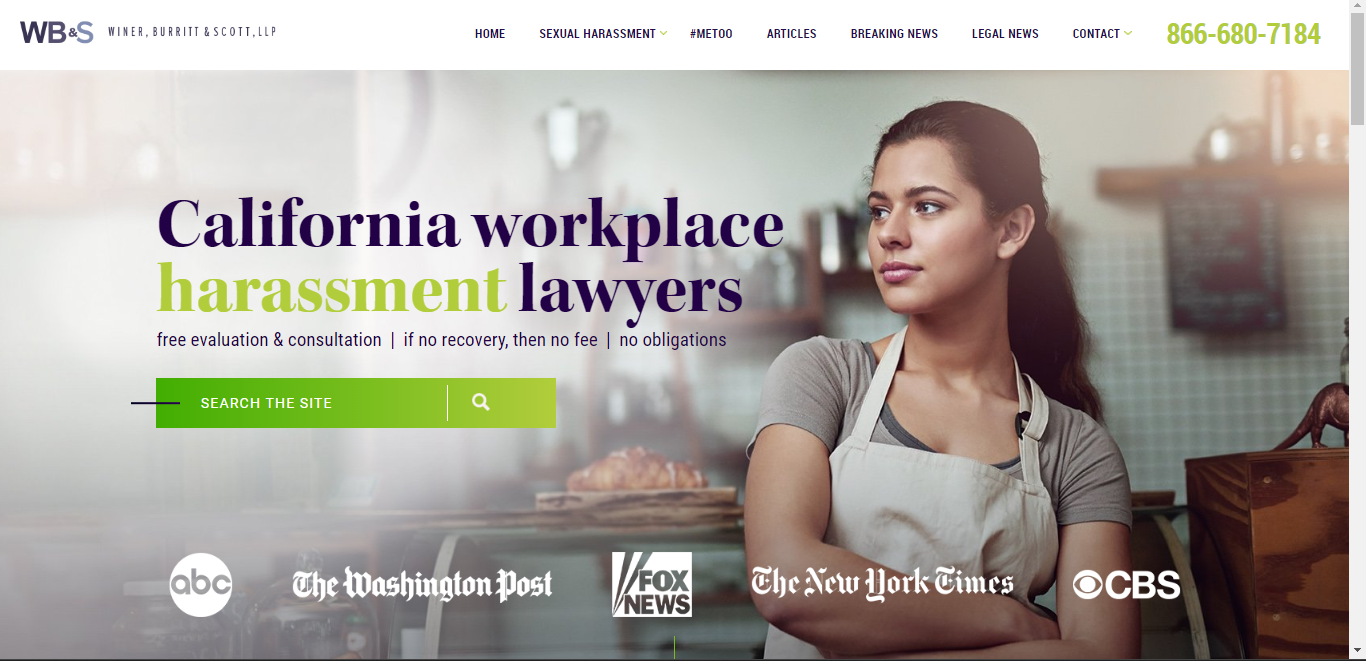 WB&S WINER, BURRITT & SCOTT, LLP
HOME SEXUAL HARASSMENT #METOO ARTICLES BREAKING NEWS LEGAL NEWS CONTACT 866-680-7184
California workplace
harassment lawyers
free evaluation & consultation | if no recovery, then no fee | no obligations
SEARCH THE SITE
abc The Washington Post FOX NEWS The New York Times CBS